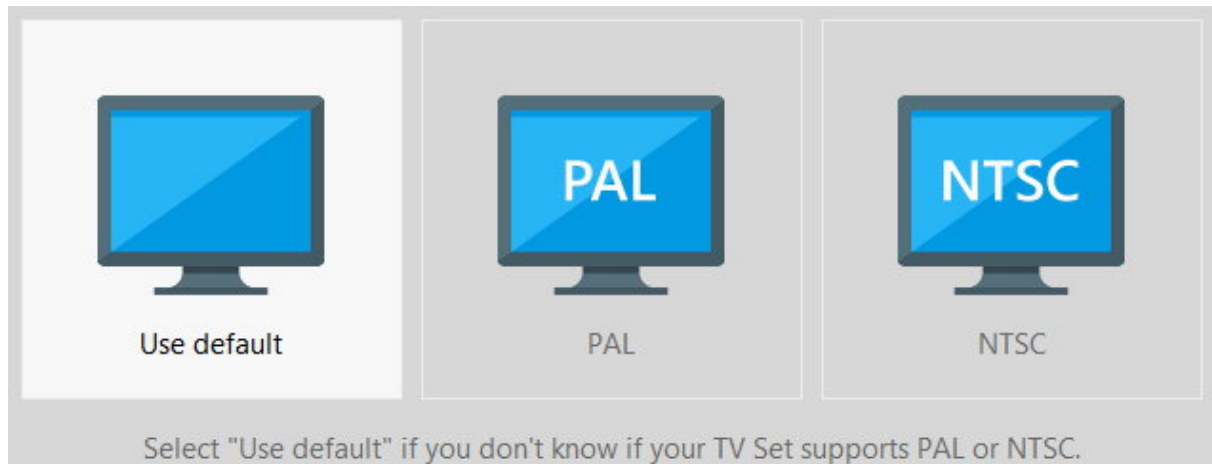 PAL
NTSC
Use default
PAL
NTSC
Select "Use default" if you don't know if your TV Set supports PAL or NTSC.